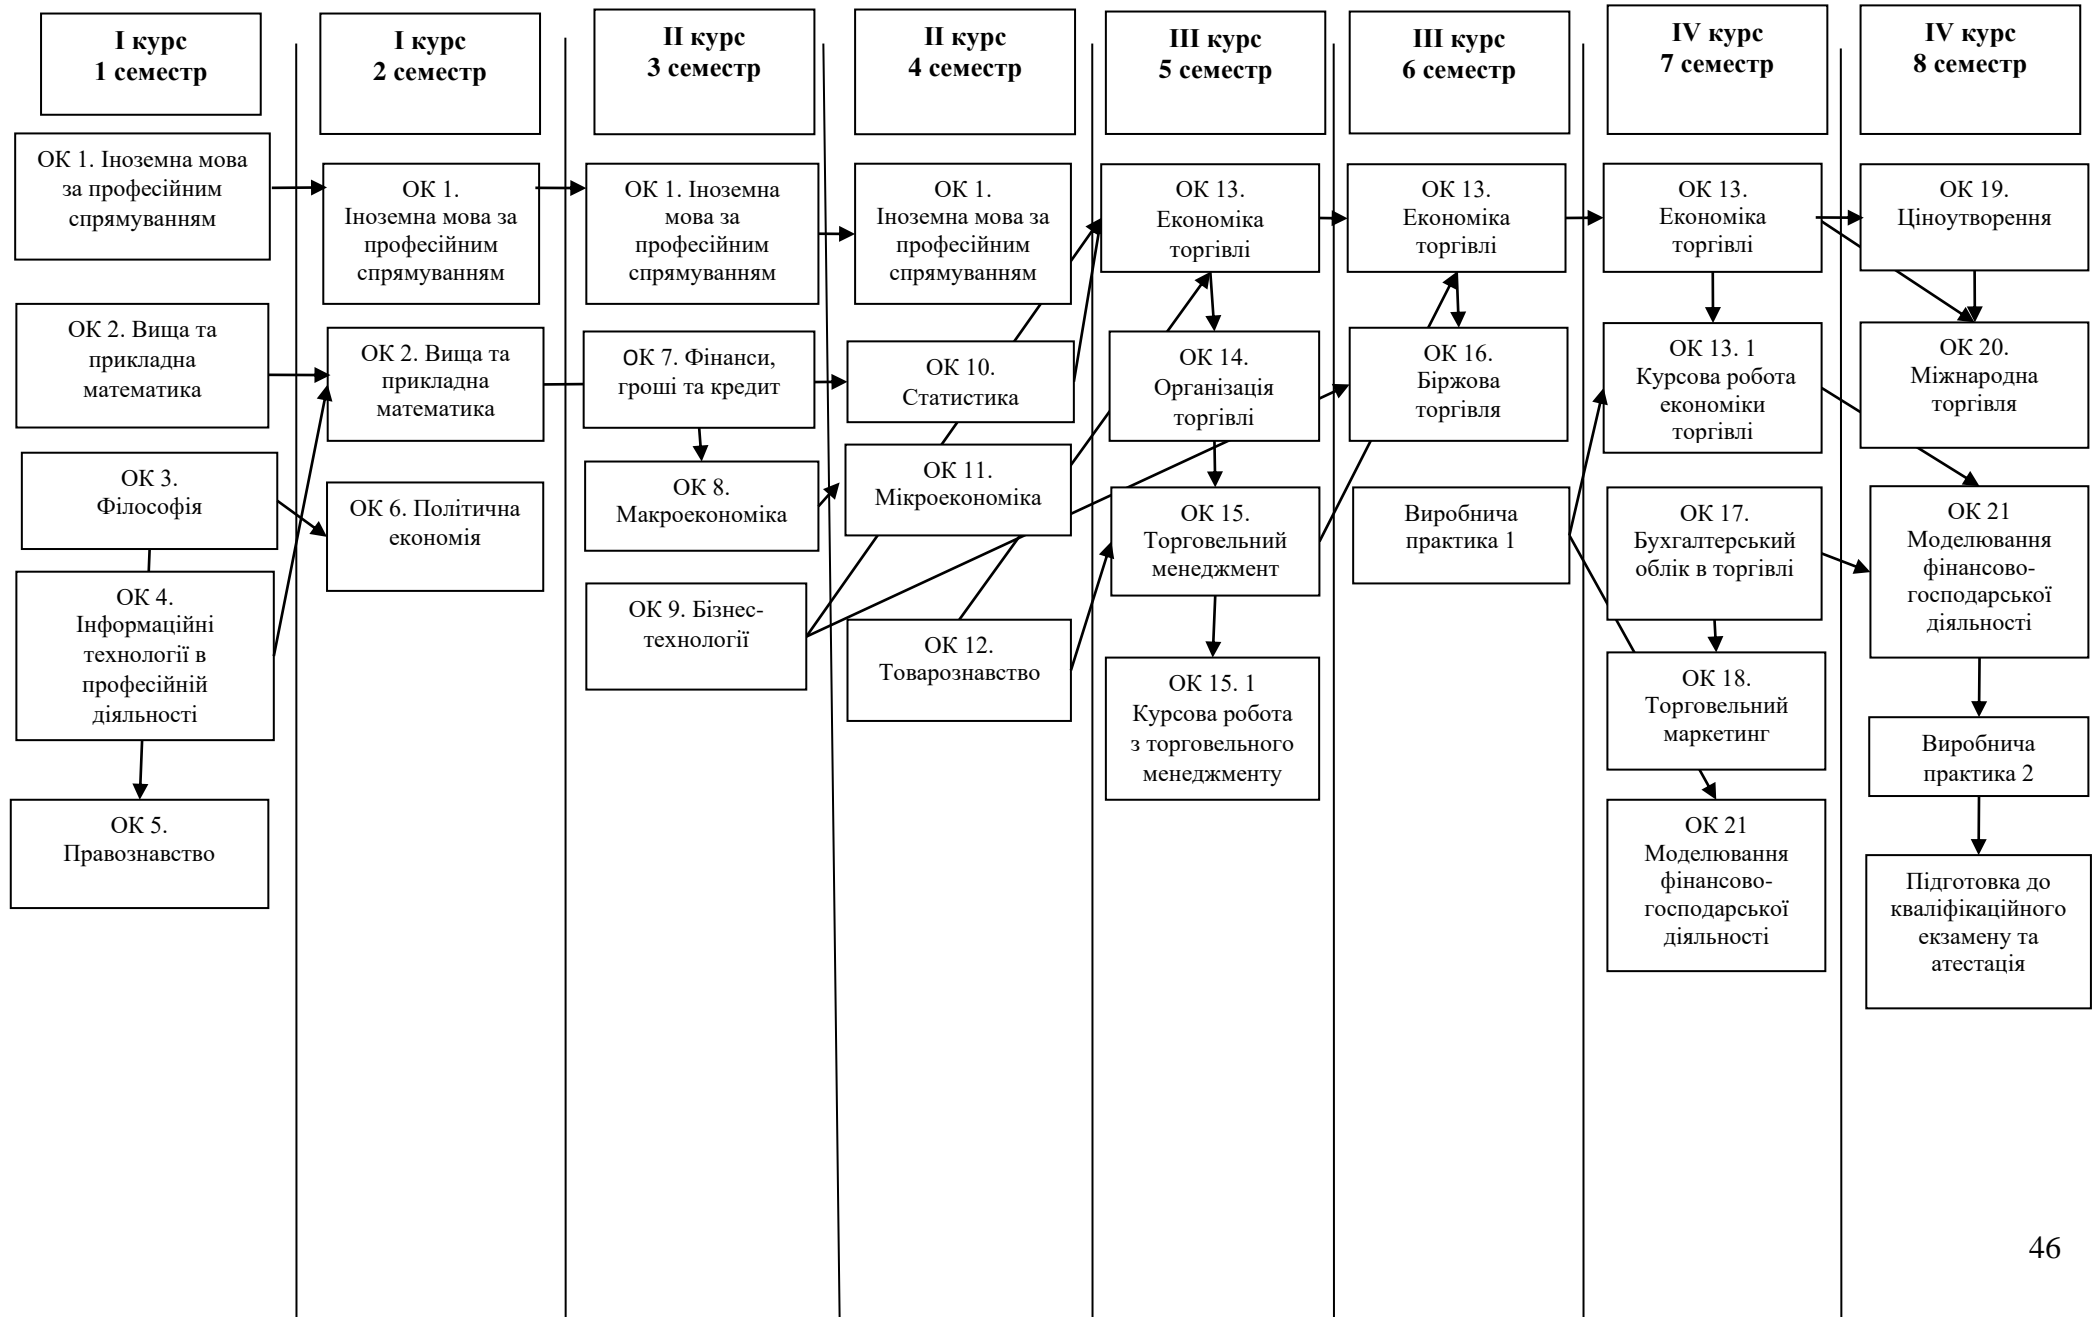 І курс
1 семестр
І курс
2 семестр
ІІ курс
3 семестр
ІІ курс
4 семестр
ІІІ курс
5 семестр
ІІІ курс
6 семестр
IV курс
7 семестр
IV курс
8 семестр
ОК 1. Іноземна мова
за професійним
спрямуванням
ОК 2. Вища та
прикладна
математика
ОК 3.
Філософія
ОК 4.
Інформаційні
технології в
професійній
діяльності
ОК 5.
Правознавство
ОК 1.
Іноземна мова за
професійним
спрямуванням
ОК 2. Вища та
прикладна
математика
ОК 6. Політична
економія
ОК 1. Іноземна
мова за
професійним
спрямуванням
ОК 7. Фінанси,
гроші та кредит
ОК 8.
Макроекономіка
ОК 9. Бізнес-
технології
ОК 1.
Іноземна мова за
професійним
спрямуванням
ОК 10.
Статистика
ОК 11.
Мікроекономіка
ОК 12.
Товарознавство
ОК 13.
Економіка
торгівлі
ОК 14.
Організація
торгівлі
ОК 15.
Торговельний
менеджмент
ОК 15. 1
Курсова робота
з торговельного
менеджменту
ОК 13.
Економіка
торгівлі
ОК 16.
Біржова
торгівля
Виробнича
практика 1
ОК 13.
Економіка
торгівлі
ОК 13. 1
Курсова робота
економіки
торгівлі
ОК 17.
Бухгалтерський
облік в торгівлі
ОК 18.
Торговельний
маркетинг
ОК 21
Моделювання
фінансово-
господарської
діяльності
ОК 19.
Ціноутворення
ОК 20.
Міжнародна
торгівля
ОК 21
Моделювання
фінансово-
господарської
діяльності
Виробнича
практика 2
Підготовка до
кваліфікаційного
екзамену та
атестація
46